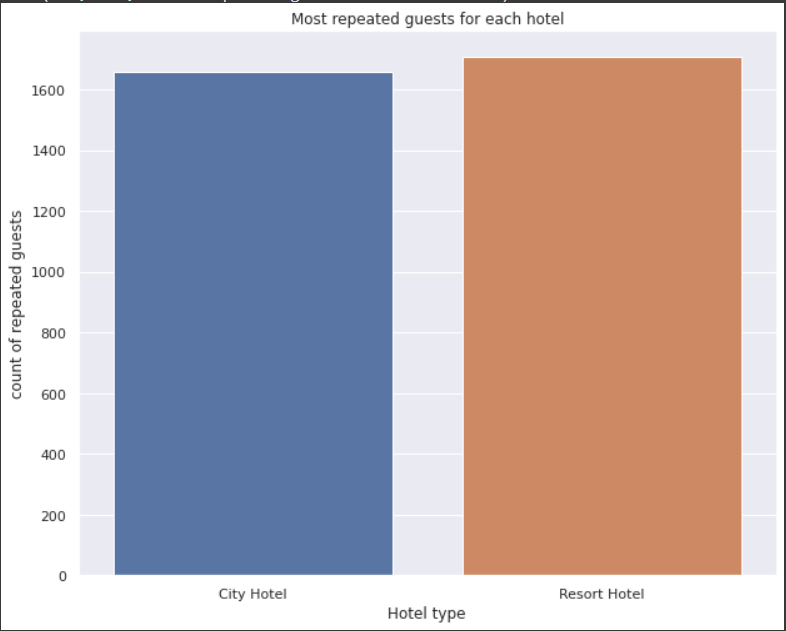 Most repeated guests for each hotel
count of repeated guests
1600
1400
1200
1000
800
600
400
200
0
City Hotel Resort Hotel
Hotel type